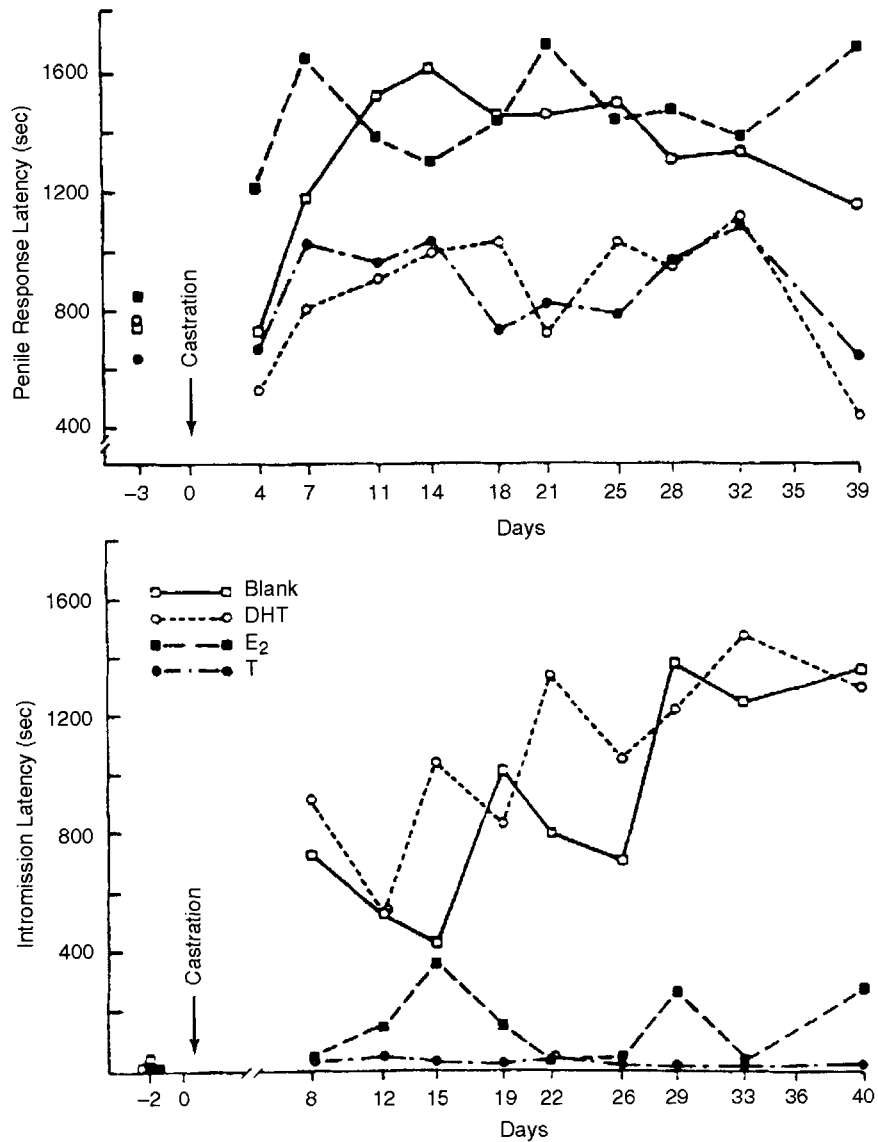 Penile Response Latency (sec)
1600
1200
800
400
Castration
−3 0 4 7 11 14 18 21 25 28 32 35 39
Days
Intromission Latency (sec)
1600
1200
800
400
Blank
DHT
E2
T
Castration
−2 0 8 12 15 19 22 26 29 33 36 40
Days